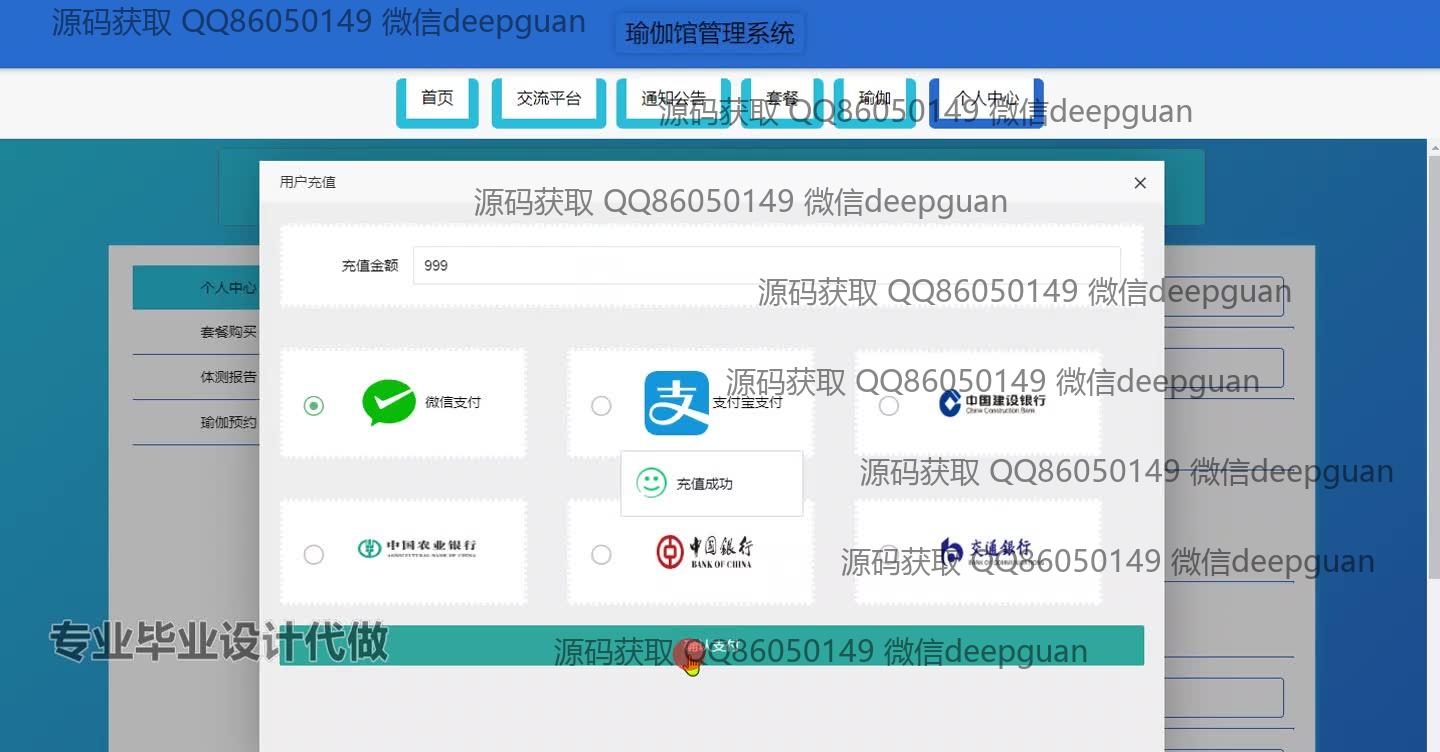 源码获取 QQ86050149 微信deepguan
瑜伽馆管理系统
首页
交流平台
通知公告
套餐
瑜伽
个人中心
源码获取 QQ86050149 微信deepguan
用户充值
源码获取 QQ86050149 微信deepguan
充值金额
999
源码获取 QQ86050149 微信deepguan
个人中心
套餐购买
体测报告
瑜伽预约
微信支付
支付宝支付
源码获取 QQ86050149 微信deepguan
中国建设银行
China Construction Bank
源码获取 QQ86050149 微信deepguan
充值成功
中国农业银行
AGRICULTURAL BANK OF CHINA
中国银行
BANK OF CHINA
交通银行
BANK OF COMMUNICATIONS
源码获取 QQ86050149 微信deepguan
专业毕业设计代做
确认支付
源码获取 QQ86050149 微信deepguan